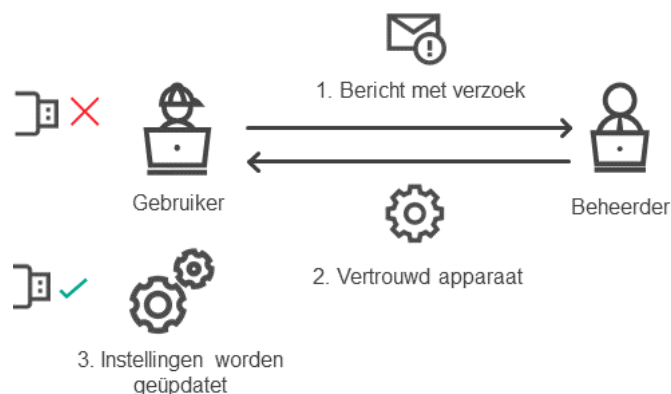 1. Bericht met verzoek
Gebruiker
Beheerder
2. Vertrouwd apparaat
3. Instellingen worden
geüpdatet